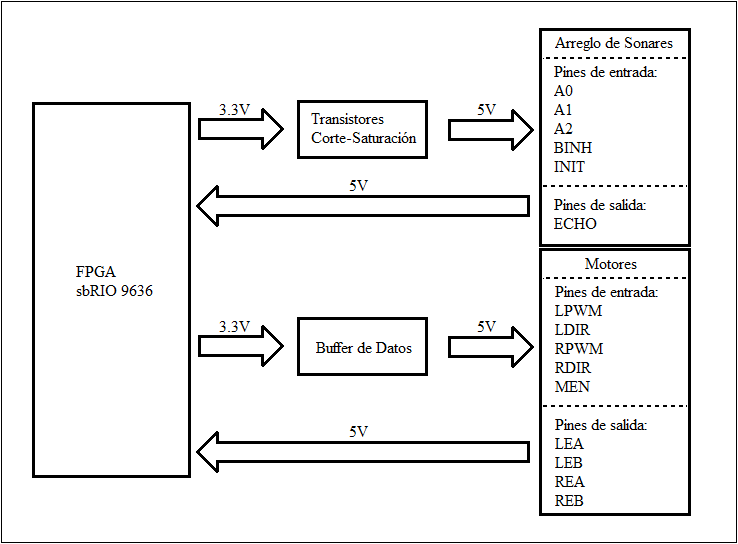 FPGA
sbRIO 9636
3.3V
Transistores
Corte-Saturación
5V
5V
Arreglo de Sonares
Pines de entrada:
A0
A1
A2
BINH
INIT
Pines de salida:
ECHO
3.3V
Buffer de Datos
5V
5V
Motores
Pines de entrada:
LPWM
LDIR
RPWM
RDIR
MEN
Pines de salida:
LEA
LEB
REA
REB